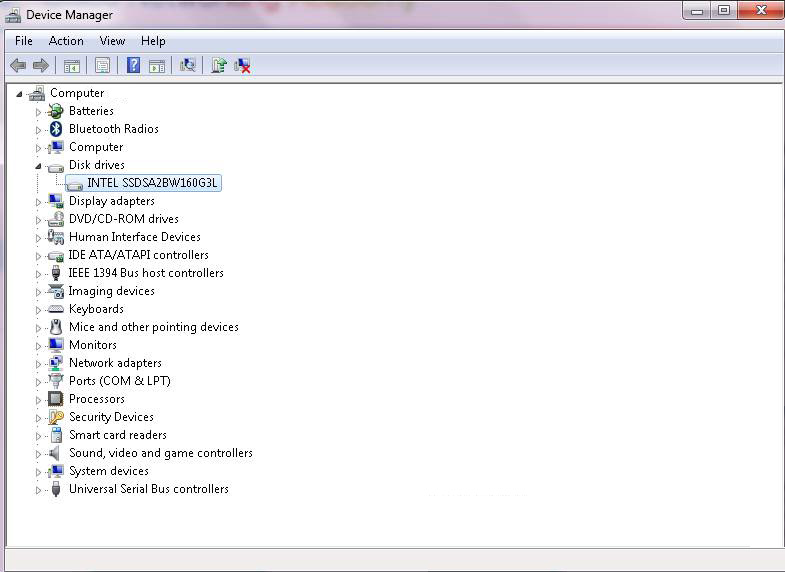 Device Manager
File Action View Help
Computer
Batteries
Bluetooth Radios
Computer
Disk drives
INTEL SSDSA2BW160G3L
Display adapters
DVD/CD-ROM drives
Human Interface Devices
IDE ATA/ATAPI controllers
IEEE 1394 Bus host controllers
Imaging devices
Keyboards
Mice and other pointing devices
Monitors
Network adapters
Ports (COM & LPT)
Processors
Security Devices
Smart card readers
Sound, video and game controllers
System devices
Universal Serial Bus controllers